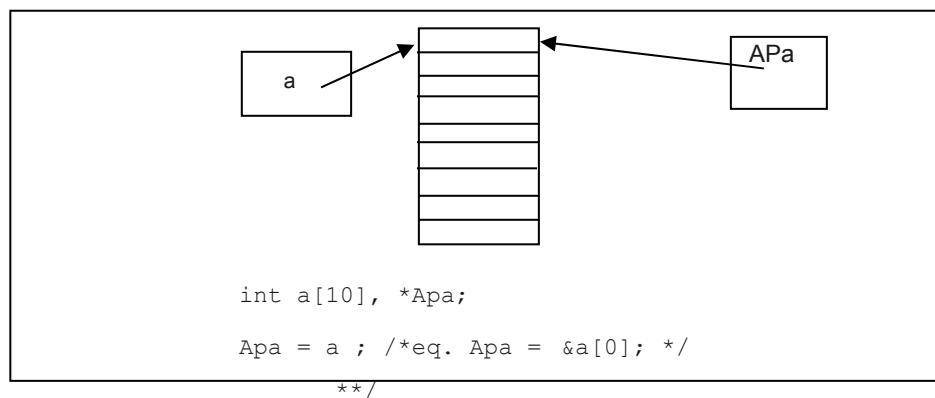 a
APa
int a[10], *Apa;
Apa = a ; /*eq. Apa = &a[0]; */
**/